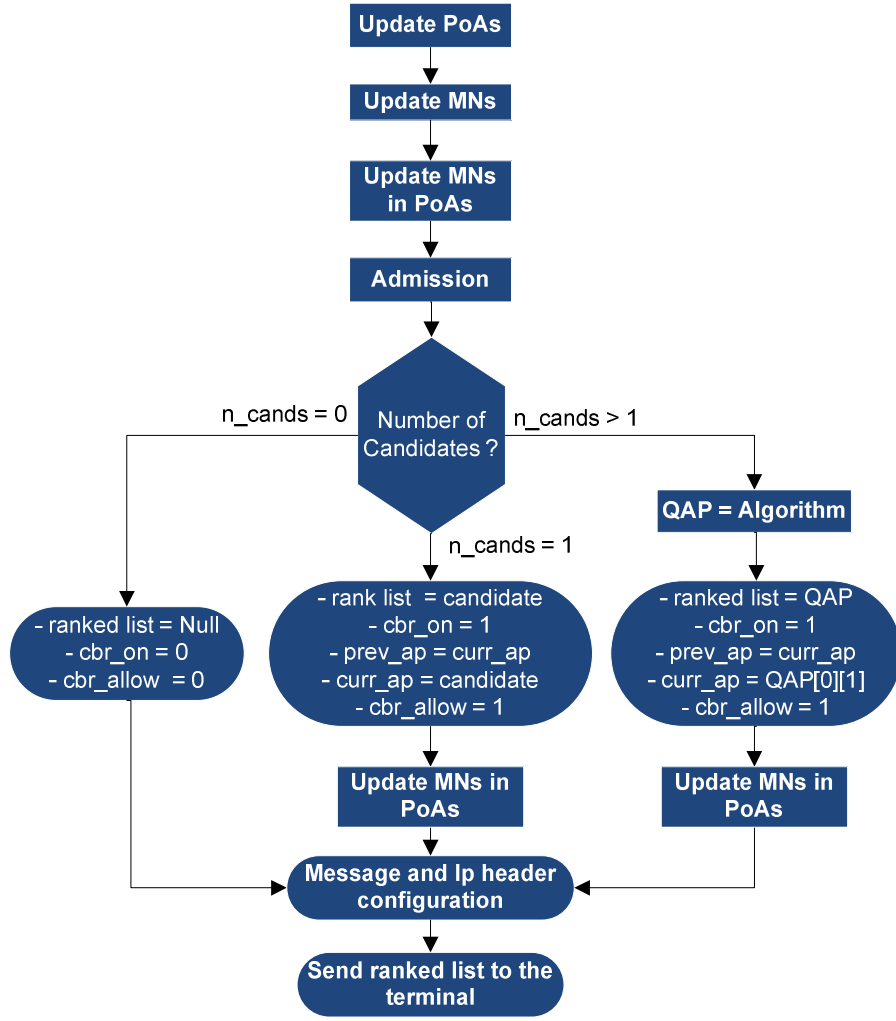 Update PoAs
Update MNs
Update MNs
in PoAs
Admission
n_cands = 0
Number of
Candidates ?
n_cands > 1
QAP = Algorithm
n_cands = 1
- ranked list = Null
- cbr_on = 0
- cbr_allow = 0
- rank list = candidate
- cbr_on = 1
- prev_ap = curr_ap
- curr_ap = candidate
- cbr_allow = 1
- ranked list = QAP
- cbr_on = 1
- prev_ap = curr_ap
- curr_ap = QAP[0][1]
- cbr_allow = 1
Update MNs in
PoAs
Update MNs in
PoAs
Message and Ip header
configuration
Send ranked list to the
terminal